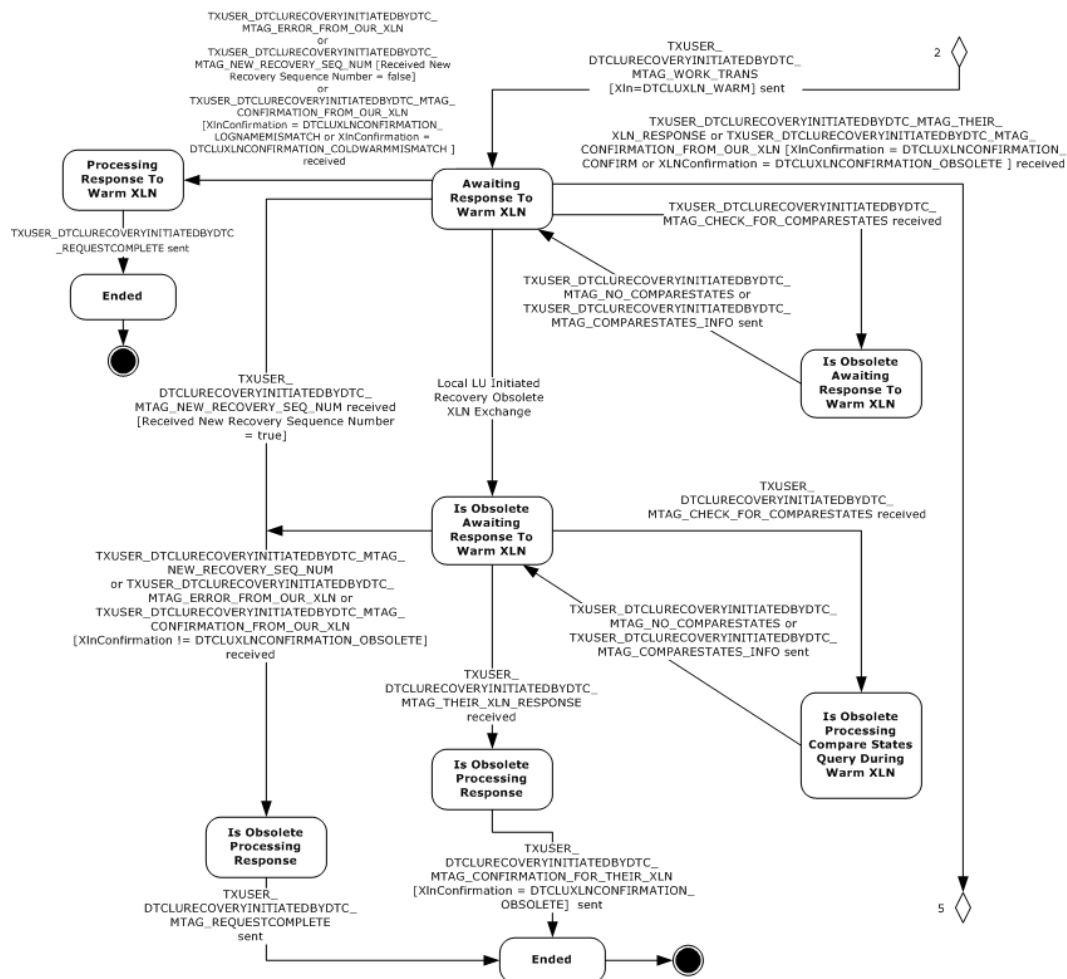 TXUSER_DTCLURECOVERYINITIATEDBYDTC_
MTAG_ERROR_FROM_OUR_XLN
or
TXUSER_DTCLURECOVERYINITIATEDBYDTC_
MTAG_NEW_RECOVERY_SEQ_NUM [Received New
Recovery Sequence Number = false]
or
TXUSER_DTCLURECOVERYINITIATEDBYDTC_MTAG_
CONFIRMATION_FROM_OUR_XLN
[XlnConfirmation = DTCLUXLNCONFIRMATION_
LOGNAMEMISMATCH or XlnConfirmation =
DTCLUXLNCONFIRMATION_COLDWARMMISMATCH ]
received
TXUSER_
DTCLURECOVERYINITIATEDBYDTC_
MTAG_WORK_TRANS
[Xln=DTCLUXLN_WARM] sent
2
TXUSER_DTCLURECOVERYINITIATEDBYDTC_MTAG_THEIR_
XLN_RESPONSE or TXUSER_DTCLURECOVERYINITIATEDBYDTC_MTAG_
CONFIRMATION_FROM_OUR_XLN [XlnConfirmation = DTCLUXLNCONFIRMATION_
CONFIRM or XLNConfirmation = DTCLUXLNCONFIRMATION_OBSOLETE ] received
Processing
Response To
Warm XLN
Awaiting
Response To
Warm XLN
TXUSER_DTCLURECOVERYINITIATEDBYDTC_
MTAG_CHECK_FOR_COMPARESTATES received
TXUSER_DTCLURECOVERYINITIATEDBYDTC
_REQUESTCOMPLETE sent
Ended
TXUSER_DTCLURECOVERYINITIATEDBYDTC_
MTAG_NO_COMPARESTATES or
TXUSER_DTCLURECOVERYINITIATEDBYDTC_
MTAG_COMPARESTATES_INFO sent
Is Obsolete
Awaiting
Response To
Warm XLN
TXUSER_
DTCLURECOVERYINITIATEDBYDTC_
MTAG_NEW_RECOVERY_SEQ_NUM received
[Received New Recovery Sequence Number
= true]
Local LU Initiated
Recovery Obsolete
XLN Exchange
TXUSER_
DTCLURECOVERYINITIATEDBYDTC_
MTAG_CHECK_FOR_COMPARESTATES received
Is Obsolete
Awaiting
Response To
Warm XLN
TXUSER_DTCLURECOVERYINITIATEDBYDTC_MTAG_
NEW_RECOVERY_SEQ_NUM
or TXUSER_DTCLURECOVERYINITIATEDBYDTC_
MTAG_ERROR_FROM_OUR_XLN or
TXUSER_DTCLURECOVERYINITIATEDBYDTC_MTAG_
CONFIRMATION_FROM_OUR_XLN
[XlnConfirmation != DTCLUXLNCONFIRMATION_OBSOLETE]
received
TXUSER_DTCLURECOVERYINITIATEDBYDTC_
MTAG_NO_COMPARESTATES or
TXUSER_DTCLURECOVERYINITIATEDBYDTC_
MTAG_COMPARESTATES_INFO sent
TXUSER_
DTCLURECOVERYINITIATEDBYDTC_
MTAG_THEIR_XLN_RESPONSE
received
Is Obsolete
Processing
Compare States
Query During
Warm XLN
Is Obsolete
Processing
Response
Is Obsolete
Processing
Response
TXUSER_
DTCLURECOVERYINITIATEDBYDTC_
MTAG_CONFIRMATION_FOR_THEIR_XLN
[XlnConfirmation = DTCLUXLNCONFIRMATION_
OBSOLETE] sent
TXUSER_
DTCLURECOVERYINITIATEDBYDTC_
MTAG_REQUESTCOMPLETE
sent
5
Ended